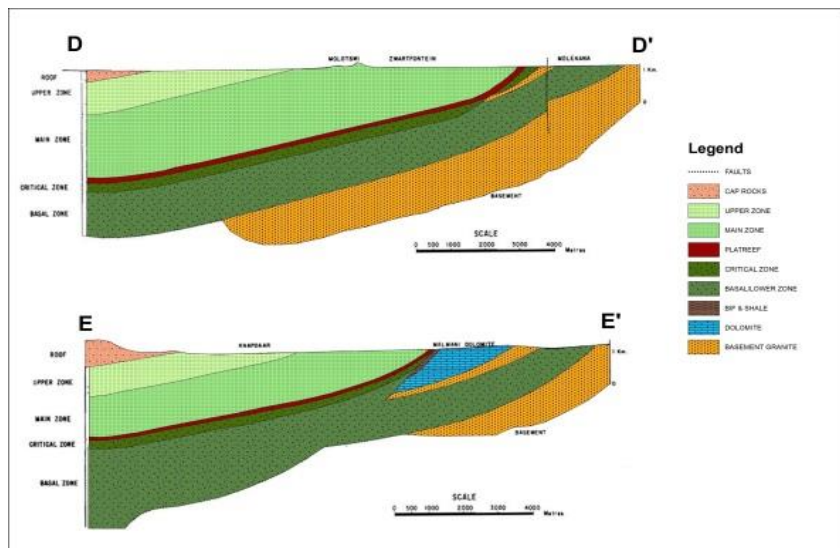 D
D'
MOLOTSWI
ZWARTFONTEIN
MOLEKANA
ROOF
UPPER ZONE
MAIN ZONE
CRITICAL ZONE
BASAL ZONE
1 Km.
0
BASEMENT
SCALE
0 500 1000 2000 3000 4000
Metres
Legend
FAULTS
CAP ROCKS
UPPER ZONE
MAIN ZONE
PLATREEF
CRITICAL ZONE
BASAL/LOWER ZONE
BIF & SHALE
DOLOMITE
BASEMENT GRANITE
E
E'
KNAPDAAR
MALMANI DOLOMITE
ROOF
UPPER ZONE
MAIN ZONE
CRITICAL ZONE
BASAL ZONE
1 Km.
0
BASEMENT
SCALE
0 500 1000 2000 3000 4000
Metres